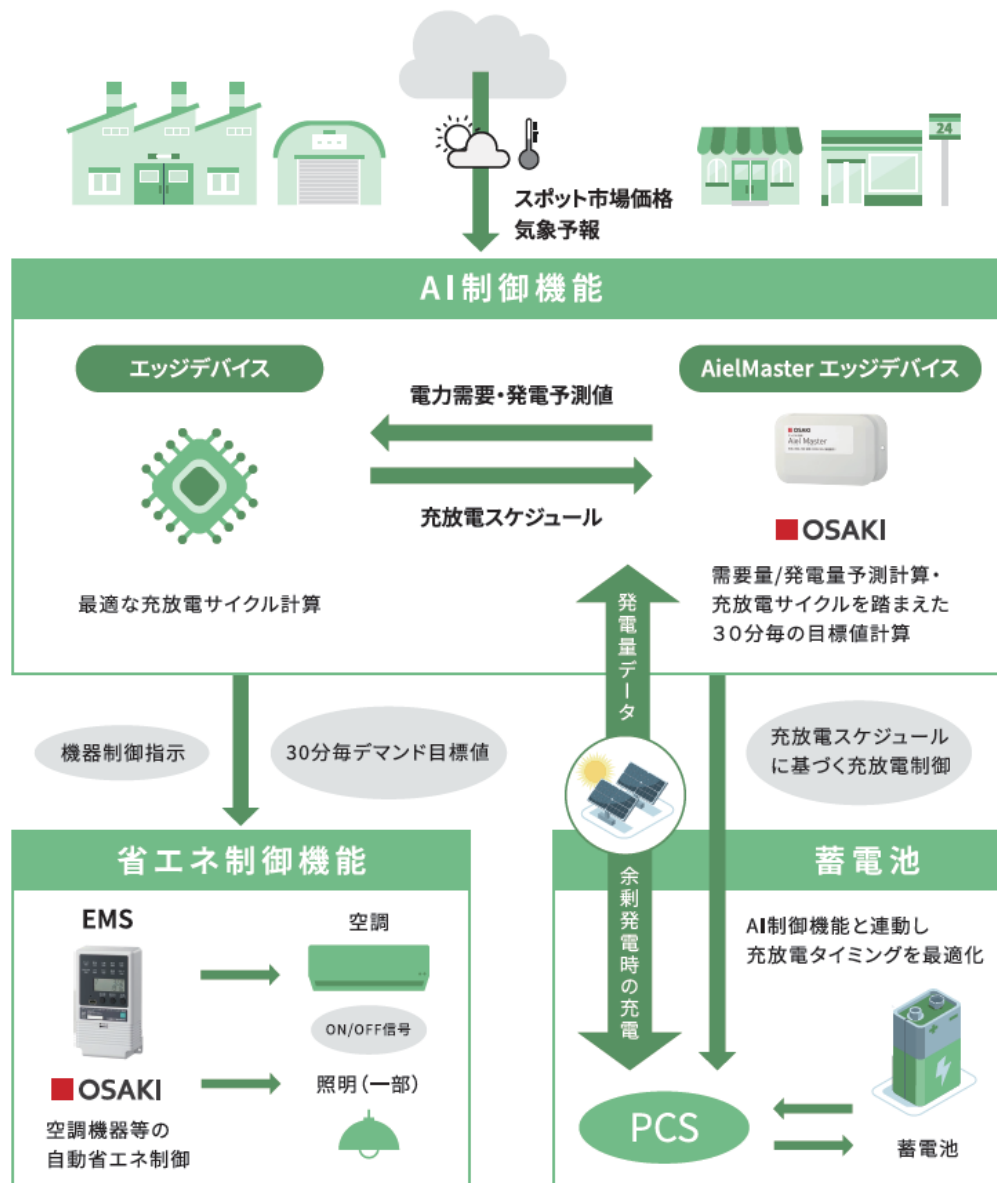 24
スポット市場価格
気象予報
AI制御機能
エッジデバイス
AielMaster エッジデバイス
電力需要・発電予測値
充放電スケジュール
OSAKI
Aiel Master
OSAKI
最適な充放電サイクル計算
需要量/発電量予測計算・
充放電サイクルを踏まえた
30分毎の目標値計算
発電量データ
機器制御指示
30分毎デマンド目標値
充放電スケジュール
に基づく充放電制御
省エネ制御機能
蓄電池
EMS
空調
ON/OFF信号
OSAKI
照明(一部)
空調機器等の
自動省エネ制御
余剰発電時の充電
AI制御機能と連動し
充放電タイミングを最適化
PCS
蓄電池